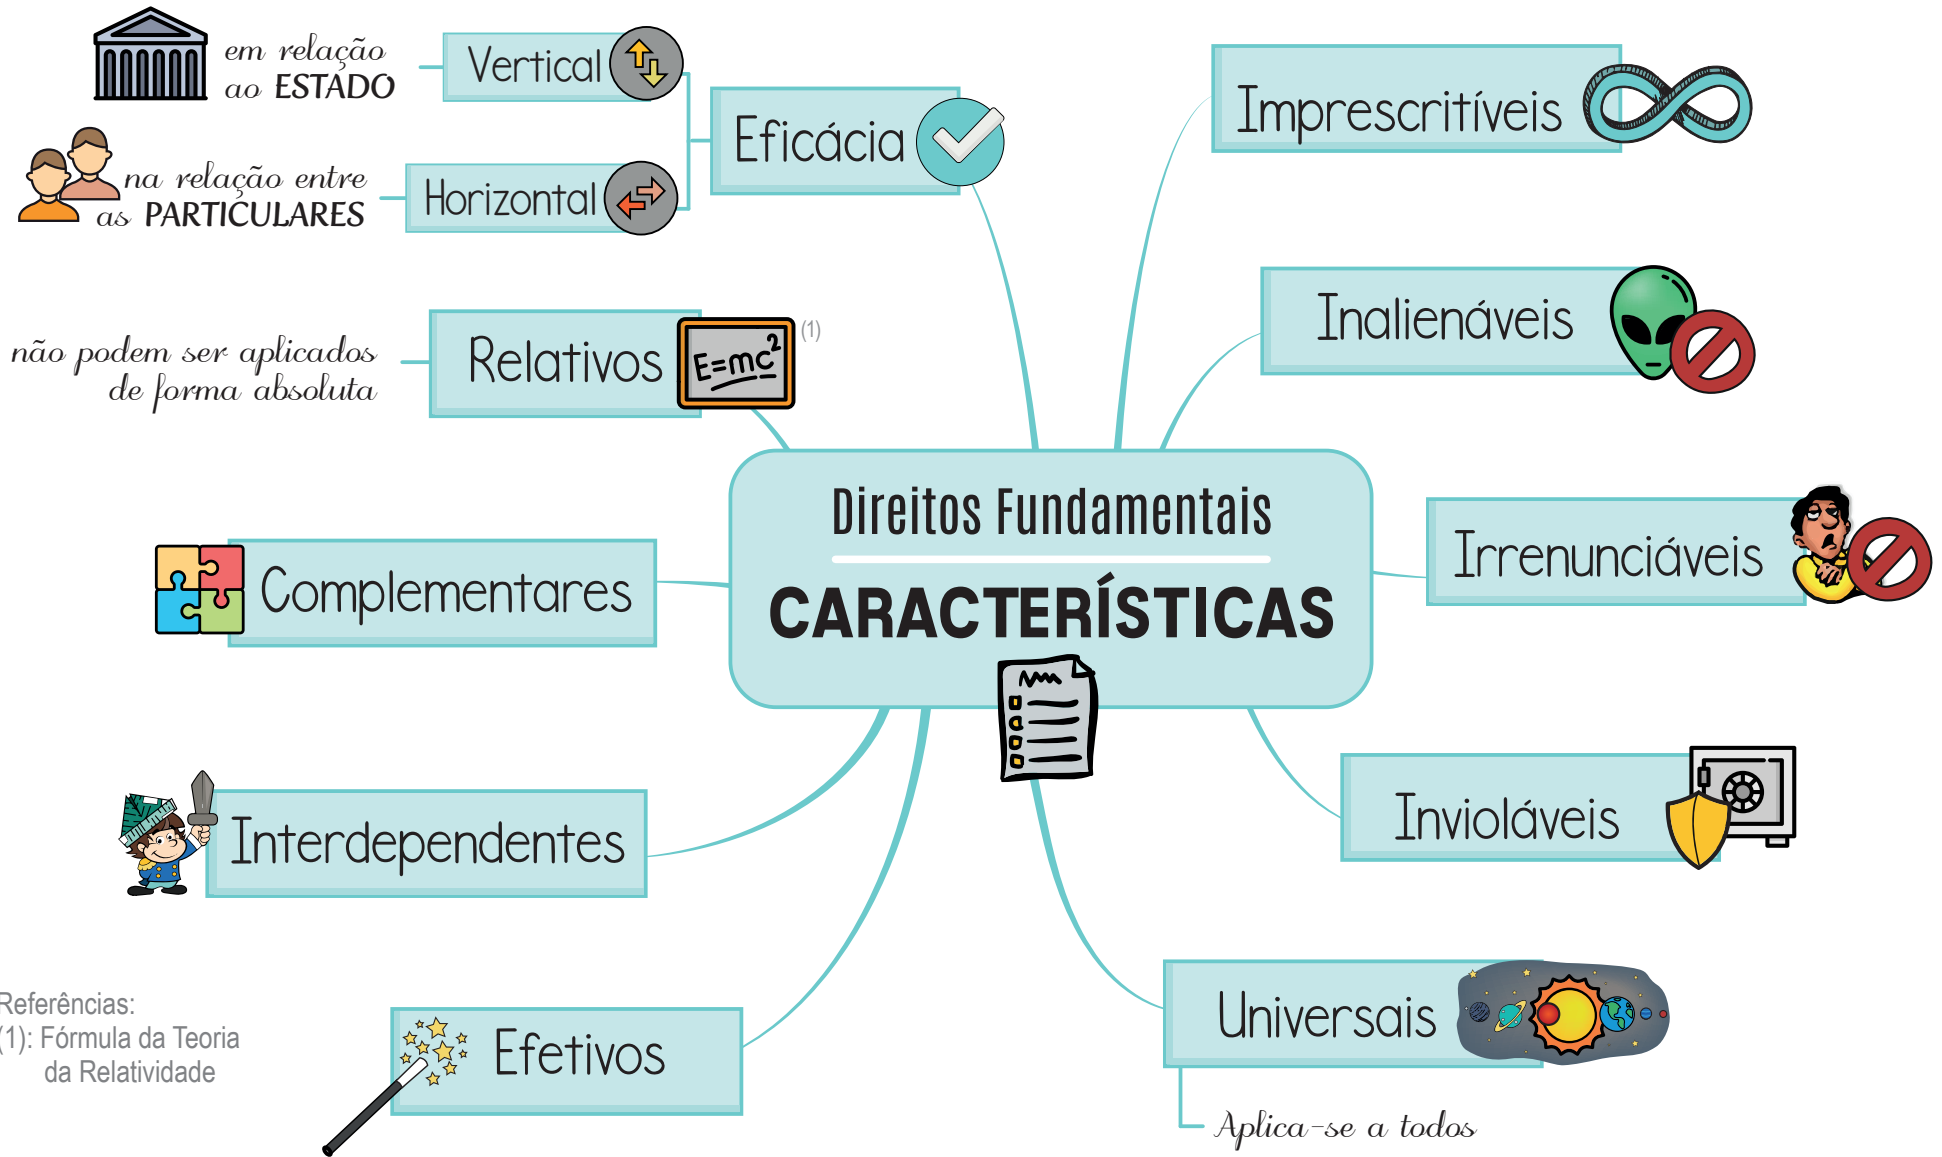 Direitos Fundamentais
CARACTERÍSTICAS
Imprescritíveis
Inalienáveis
Irrenunciáveis
Invioláveis
Universais
Aplica-se a todos
Efetivos
Interdependentes
Complementares
Relativos
E=mc²
(1)
não podem ser aplicados
de forma absoluta
Eficácia
Vertical
em relação
ao ESTADO
Horizontal
na relação entre
as PARTICULARES
Referências:
(1): Fórmula da Teoria
da Relatividade